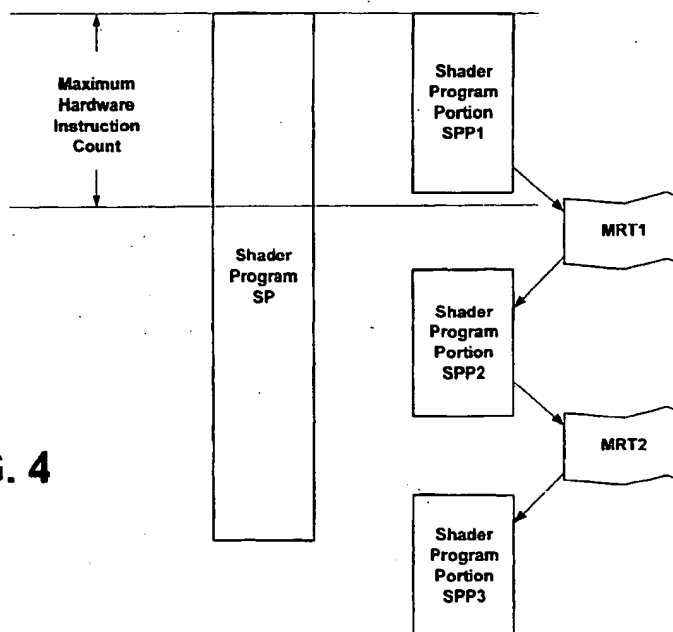 Maximum
Hardware
Instruction
Count
Shader
Program
SP
Shader
Program
Portion
SPP1
MRT1
Shader
Program
Portion
SPP2
MRT2
Shader
Program
Portion
SPP3
G. 4